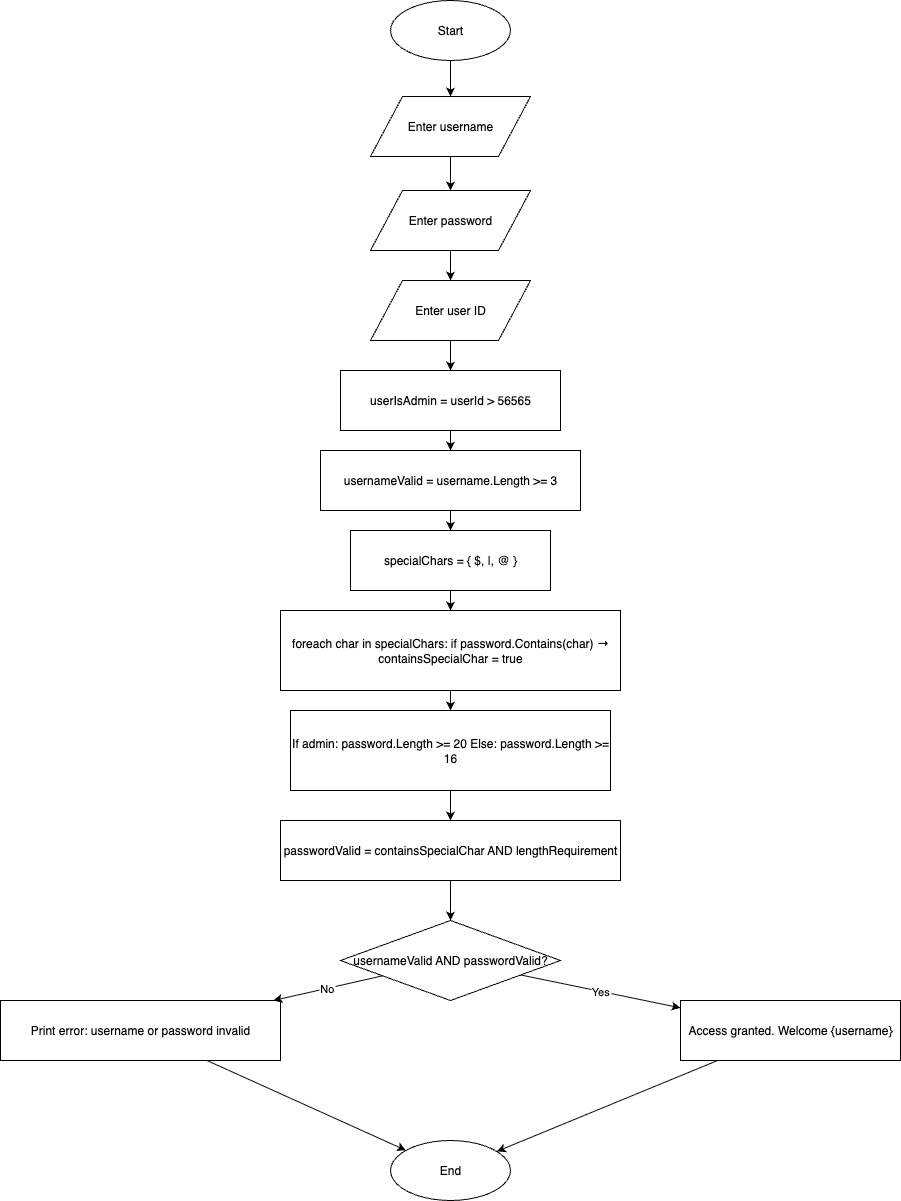 Start
Enter username
Enter password
Enter user ID
userIsAdmin = userId > 56565
usernameValid = username.Length >= 3
specialChars = { $, |, @ }
foreach char in specialChars: if password.Contains(char) →
containsSpecialChar = true
If admin: password.Length >= 20 Else: password.Length >=
16
passwordValid = containsSpecialChar AND lengthRequirement
usernameValid AND passwordValid?
No
Yes
Print error: username or password invalid
Access granted. Welcome {username}
End